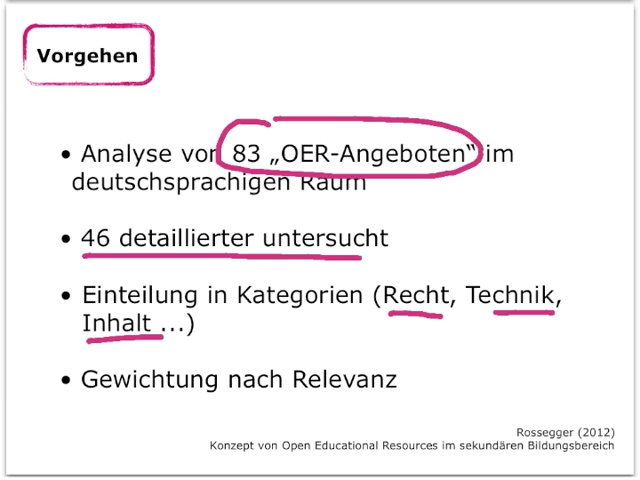 Vorgehen
• Analyse von 83 „OER-Angeboten“ im
deutschsprachigen Raum
• 46 detaillierter untersucht
• Einteilung in Kategorien (Recht, Technik,
Inhalt ...)
• Gewichtung nach Relevanz
Rossegger (2012)
Konzept von Open Educational Resources im sekundären Bildungsbereich